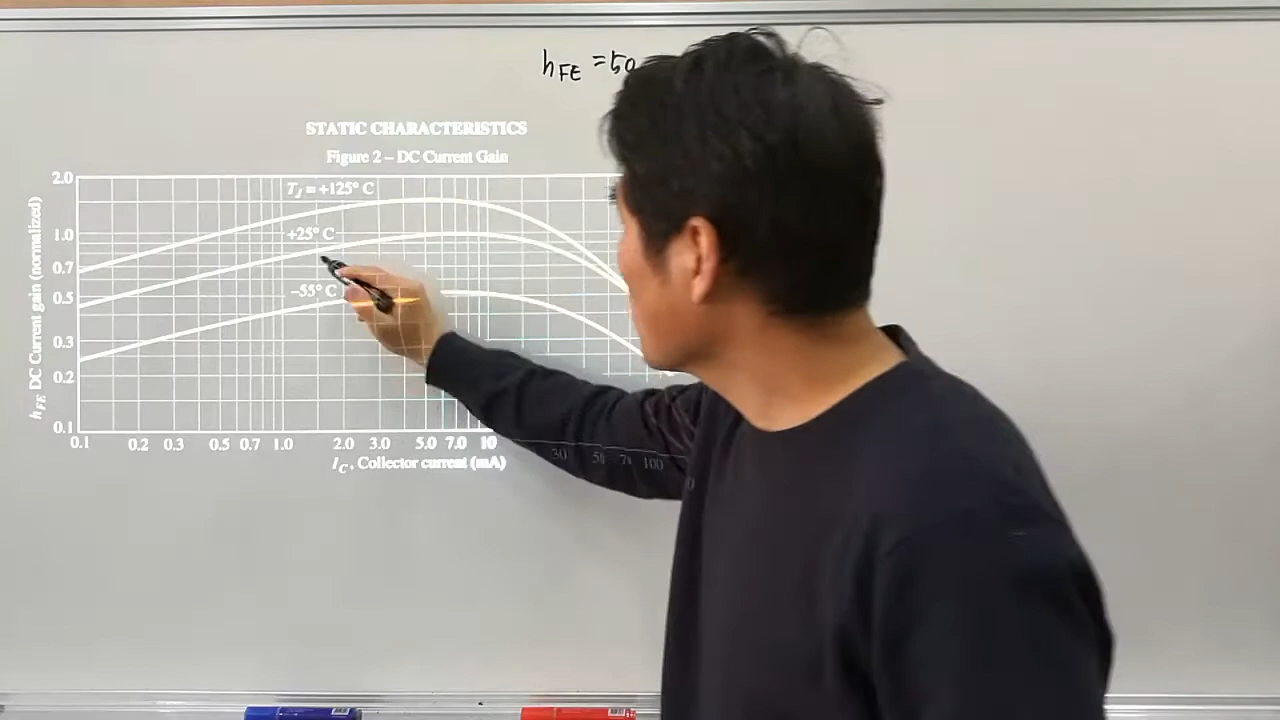 hFE = 50
STATIC CHARACTERISTICS
Figure 2 – DC Current Gain
TJ = +125° C
+25° C
–55° C
hFE DC Current gain (normalized)
2.0
1.0
0.7
0.5
0.3
0.2
0.1
0.1 0.2 0.3 0.5 0.7 1.0 2.0 3.0 5.0 7.0 10 30 50 100
IC, Collector current (mA)